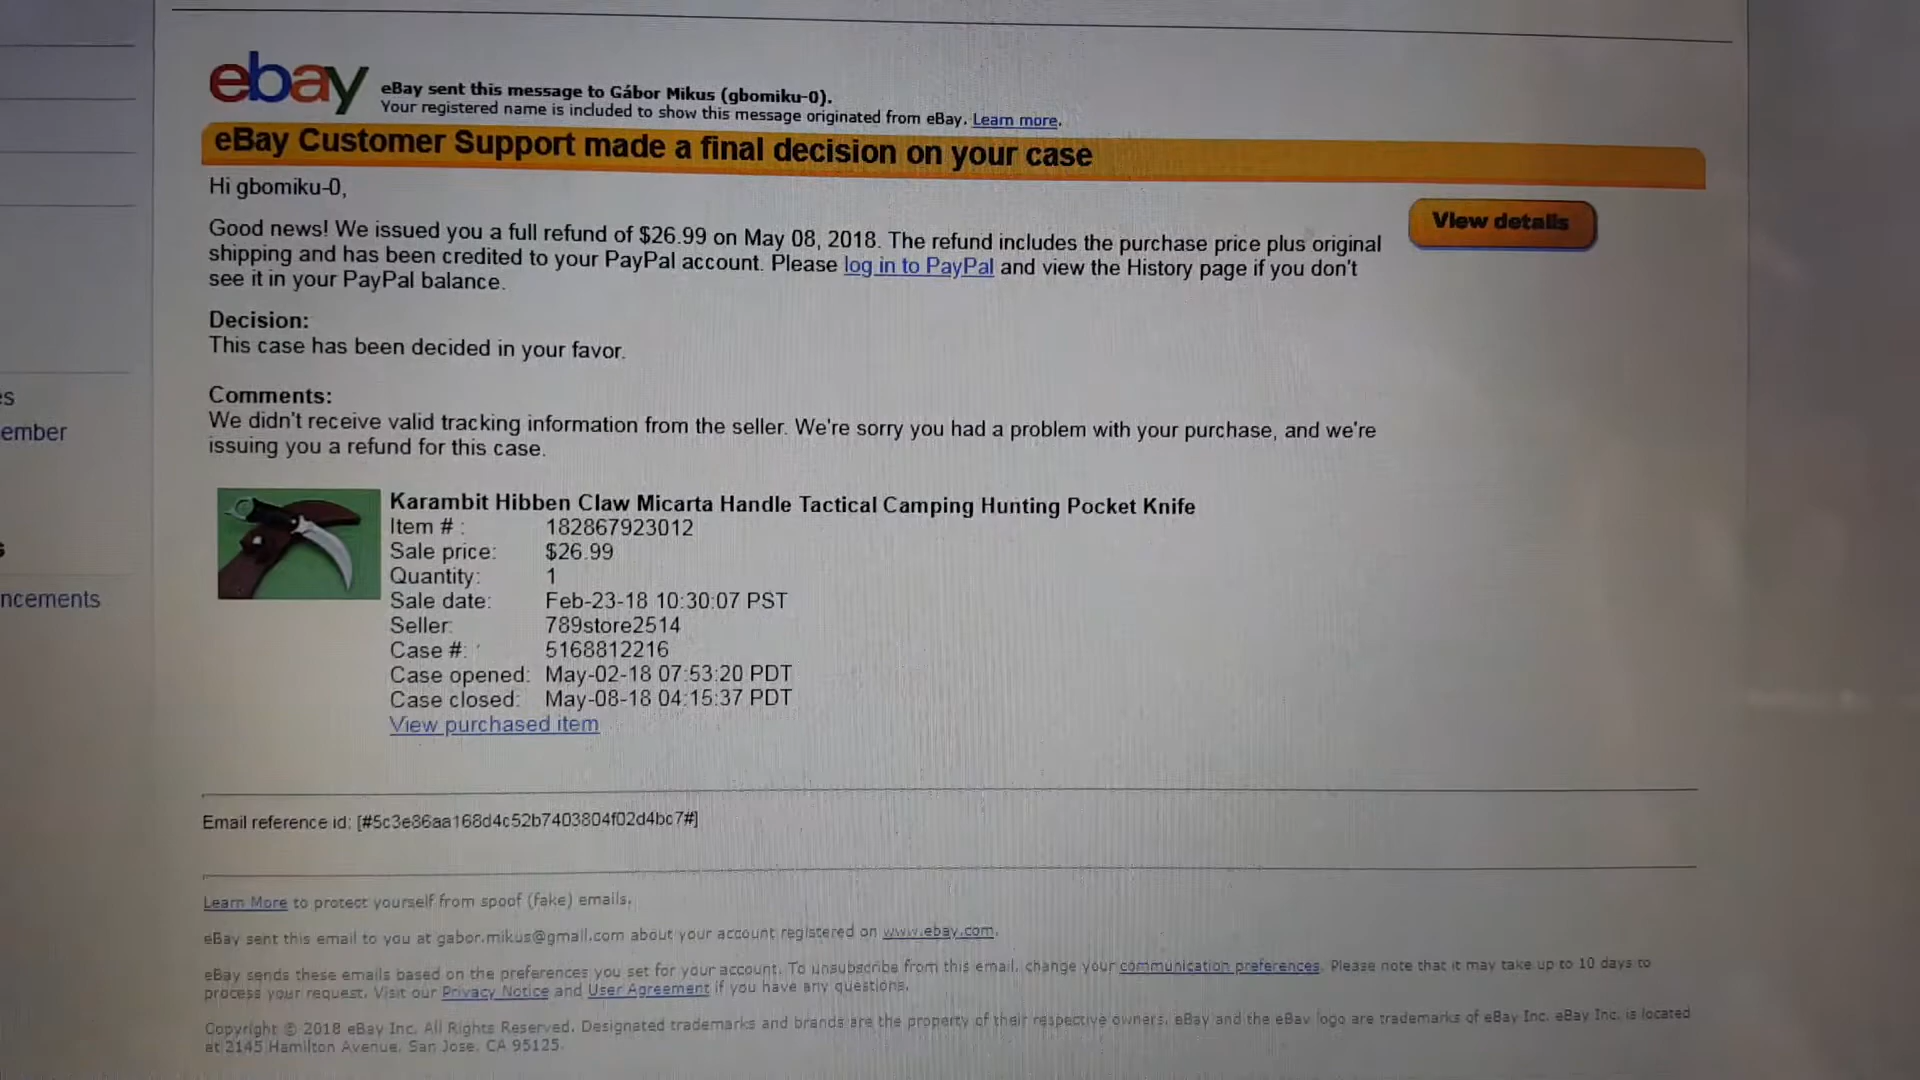 ebay
eBay sent this message to Gábor Mikus (gbomiku-0).
Your registered name is included to show this message originated from eBay. Learn more.
eBay Customer Support made a final decision on your case
Hi gbomiku-0,
View details
Good news! We issued you a full refund of $26.99 on May 08, 2018. The refund includes the purchase price plus original
shipping and has been credited to your PayPal account. Please log in to PayPal and view the History page if you don't
see it in your PayPal balance.
Decision:
This case has been decided in your favor.
es
ember
Comments:
We didn't receive valid tracking information from the seller. We're sorry you had a problem with your purchase, and we're
issuing you a refund for this case.
Karambit Hibben Claw Micarta Handle Tactical Camping Hunting Pocket Knife
Item # : 182867923012
Sale price: $26.99
Quantity: 1
ncements
Sale date: Feb-23-18 10:30:07 PST
Seller: 789store2514
Case #: 5168812216
Case opened: May-02-18 07:53:20 PDT
Case closed: May-08-18 04:15:37 PDT
View purchased item
Email reference id: [#5c3e86aa168d4c52b7403804f02d4bc7#]
Learn More to protect yourself from spoof (fake) emails.
eBay sent this email to you at gabor.mikus@gmail.com about your account registered on www.ebay.com.
eBay sends these emails based on the preferences you set for your account. To unsubscribe from this email, change your communication preferences. Please note that it may take up to 10 days to
process your request. Visit our Privacy Notice and User Agreement if you have any questions.
Copyright © 2018 eBay Inc. All Rights Reserved. Designated trademarks and brands are the property of their respective owners. eBay and the eBay logo are trademarks of eBay Inc. eBay Inc. is located
at 2145 Hamilton Avenue, San Jose, CA 95125.